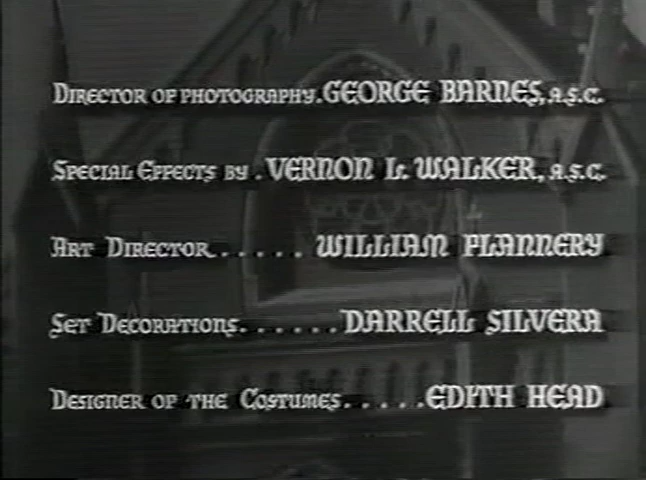 Director of photography. GEORGE BARNES, A.S.C.
Special Effects by . VERNON L. WALKER, A.S.C.
Art Director . . . . . WILLIAM FLANNERY
Set Decorations. . . . . . DARRELL SILVERA
Designer of the Costumes . . . . . EDITH HEAD